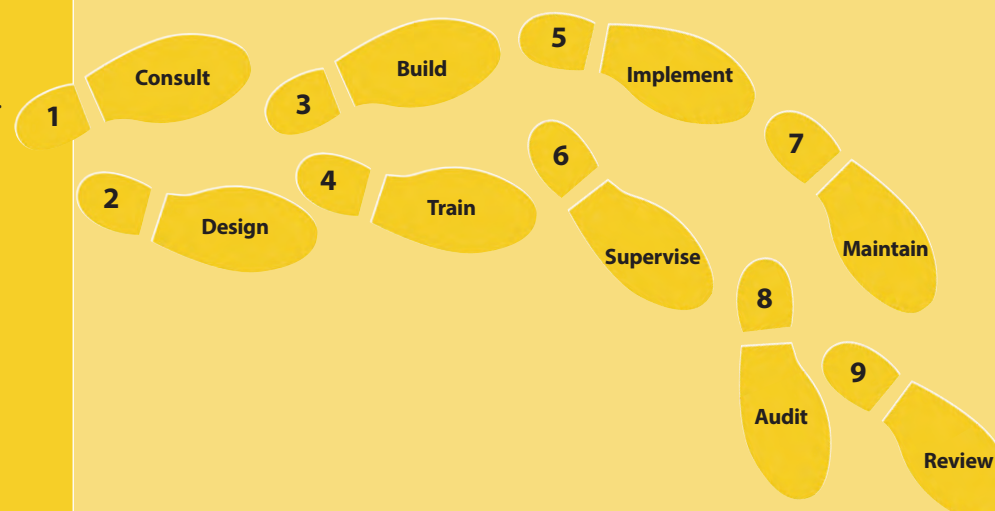 1
Consult
2
Design
3
Build
4
Train
5
Implement
6
Supervise
7
Maintain
8
Audit
9
Review